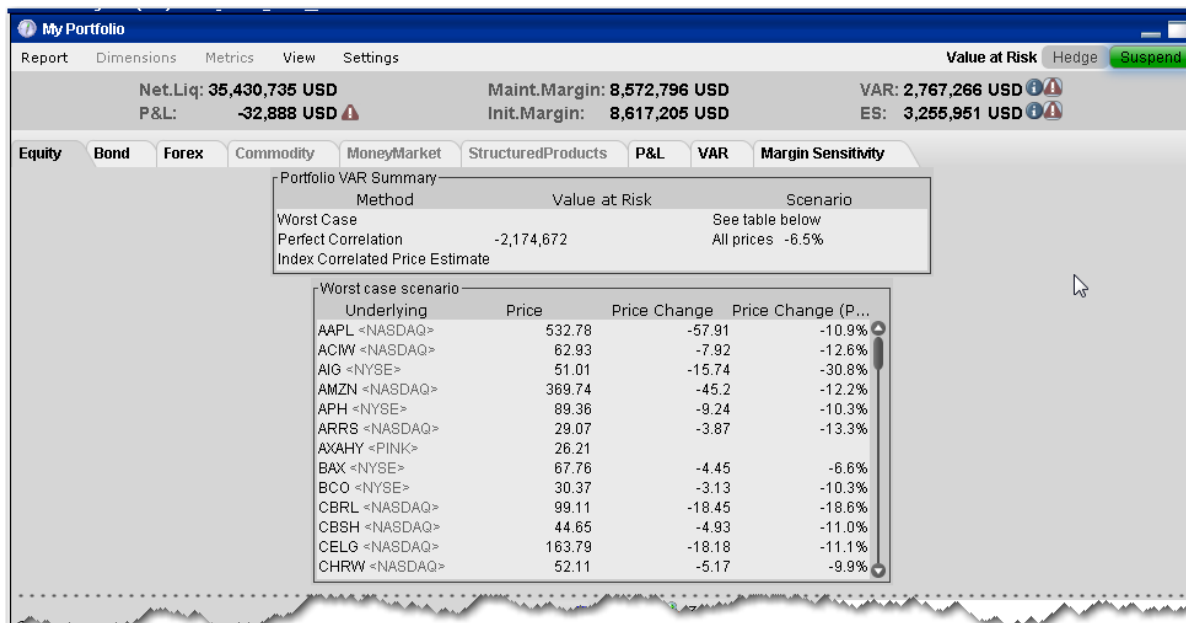 My Portfolio
Report Dimensions Metrics View Settings Value at Risk Hedge Suspend
Net.Liq: 35,430,735 USD Maint.Margin: 8,572,796 USD VAR: 2,767,266 USD
P&L: -32,888 USD Init.Margin: 8,617,205 USD ES: 3,255,951 USD
Equity Bond Forex Commodity MoneyMarket StructuredProducts P&L VAR Margin Sensitivity
Portfolio VAR Summary
Method Value at Risk Scenario
Worst Case See table below
Perfect Correlation -2,174,672 All prices -6.5%
Index Correlated Price Estimate
Worst case scenario
Underlying Price Price Change Price Change (P...
AAPL <NASDAQ> 532.78 -57.91 -10.9%
ACIW <NASDAQ> 62.93 -7.92 -12.6%
AIG <NYSE> 51.01 -15.74 -30.8%
AMZN <NASDAQ> 369.74 -45.2 -12.2%
APH <NYSE> 89.36 -9.24 -10.3%
ARRS <NASDAQ> 29.07 -3.87 -13.3%
AXAHY <PINK> 26.21
BAX <NYSE> 67.76 -4.45 -6.6%
BCO <NYSE> 30.37 -3.13 -10.3%
CBRL <NASDAQ> 99.11 -18.45 -18.6%
CBSH <NASDAQ> 44.65 -4.93 -11.0%
CELG <NASDAQ> 163.79 -18.18 -11.1%
CHRW <NASDAQ> 52.11 -5.17 -9.9%